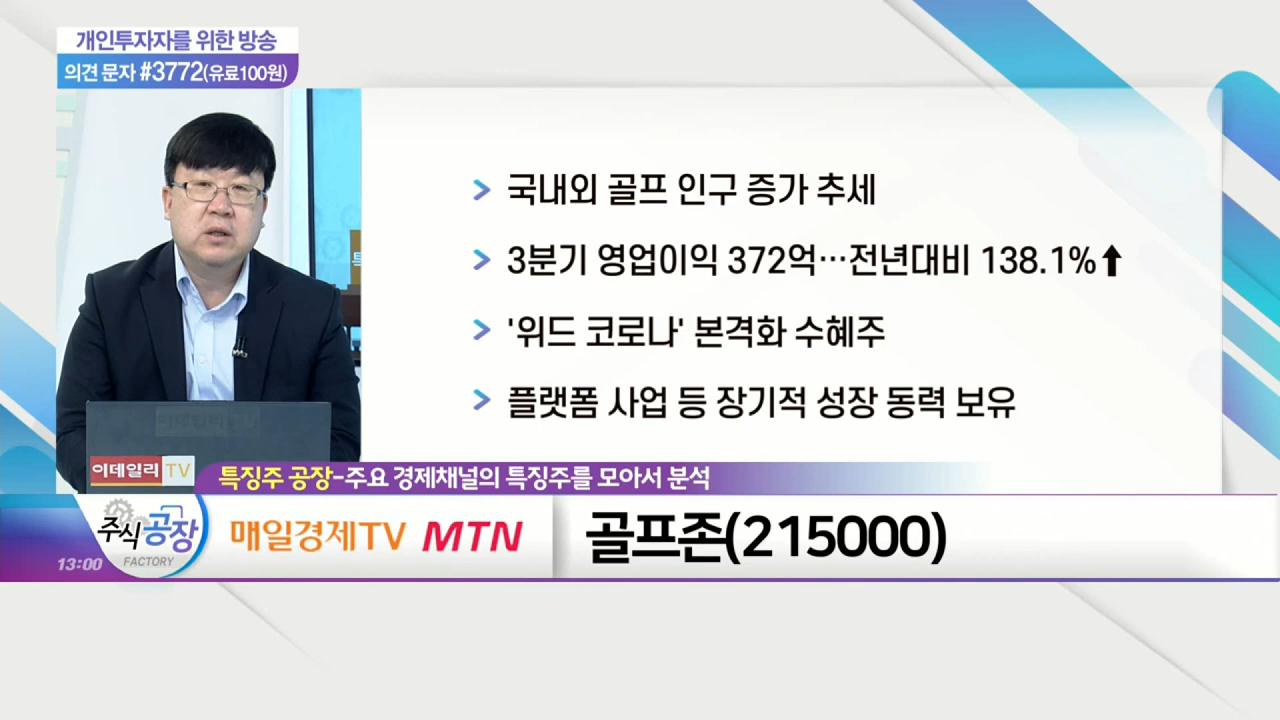 개인투자자를 위한 방송
의견 문자 #3772(유료100원)
> 국내외 골프 인구 증가 추세
> 3분기 영업이익 372억…전년대비 138.1%⬆
> '위드 코로나' 본격화 수혜주
> 플랫폼 사업 등 장기적 성장 동력 보유
이데일리 TV
특징주 공장-주요 경제채널의 특징주를 모아서 분석
주식공장
FACTORY
13:00
매일경제TV MTN
골프존(215000)